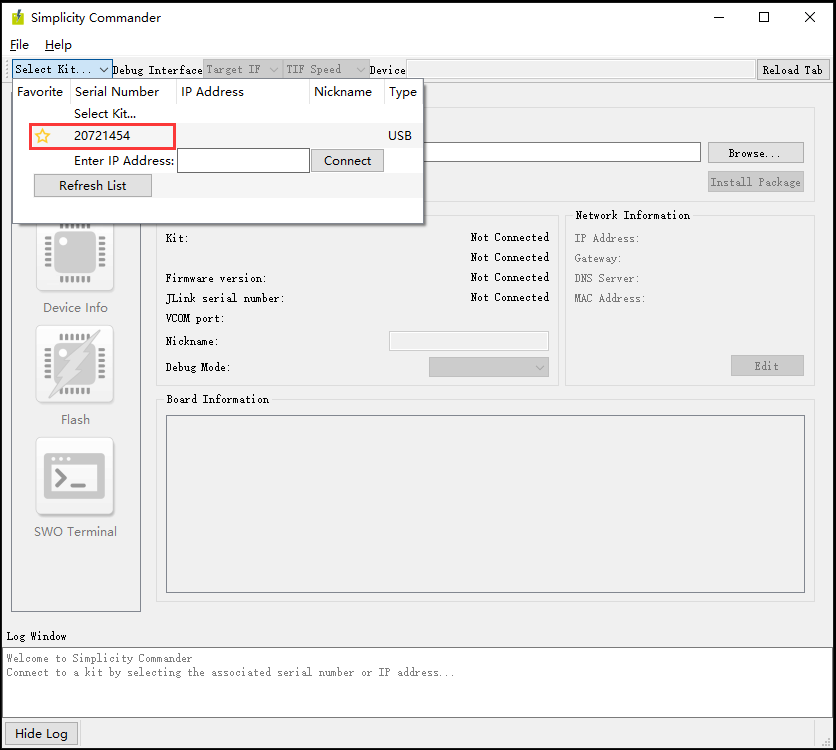 Simplicity Commander
File Help
Select Kit... Debug Interface Target IF TIF Speed Device Reload Tab
Favorite Serial Number IP Address Nickname Type
Select Kit...
20721454 USB
Enter IP Address: Connect
Refresh List
Browse...
Install Package
Device Info
Flash
SWO Terminal
Kit: Not Connected
Not Connected
Firmware version: Not Connected
JLink serial number: Not Connected
VCOM port:
Nickname:
Debug Mode:
Network Information
IP Address:
Gateway:
DNS Server:
MAC Address:
Edit
Board Information
Log Window
Welcome to Simplicity Commander
Connect to a kit by selecting the associated serial number or IP address...
Hide Log